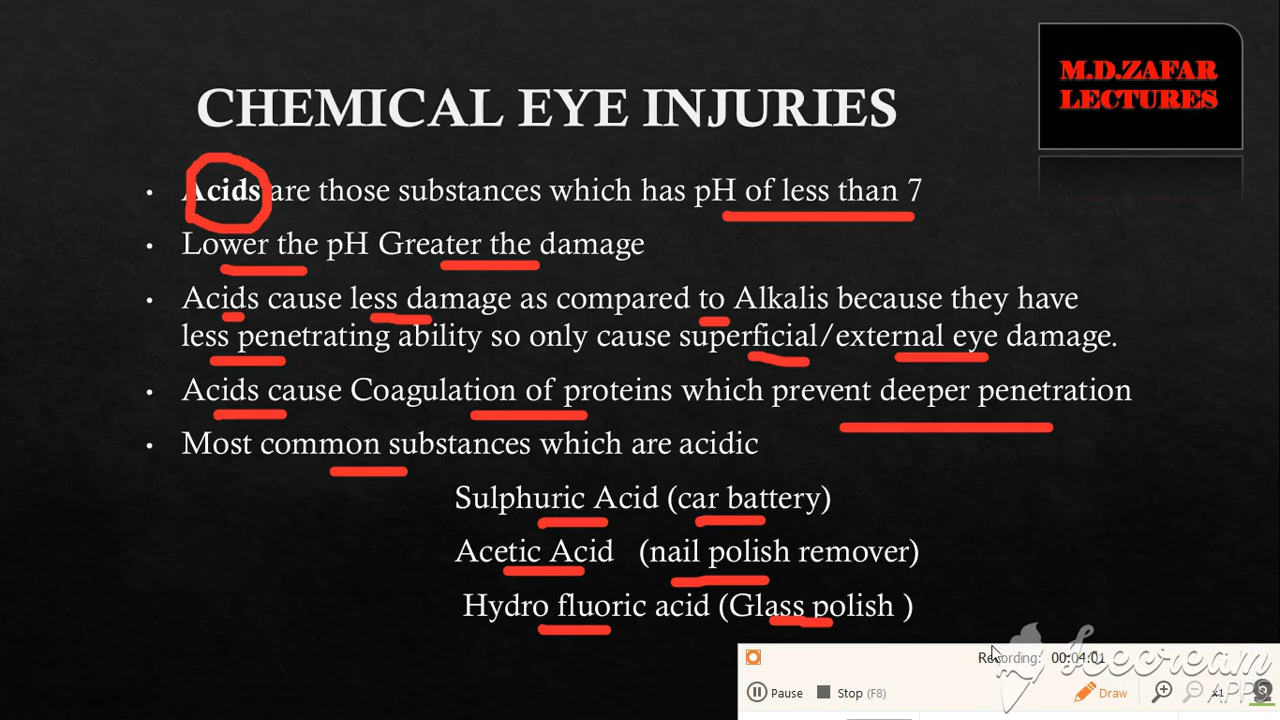 M.D.ZAFAR
LECTURES
CHEMICAL EYE INJURIES
• Acids are those substances which has pH of less than 7
• Lower the pH Greater the damage
• Acids cause less damage as compared to Alkalis because they have
less penetrating ability so only cause superficial/external eye damage.
• Acids cause Coagulation of proteins which prevent deeper penetration
• Most common substances which are acidic
Sulphuric Acid (car battery)
Acetic Acid (nail polish remover)
Hydro fluoric acid (Glass polish )
Recording: 00:04:01
Icecream
APPS
Pause Stop (F8) Draw x1